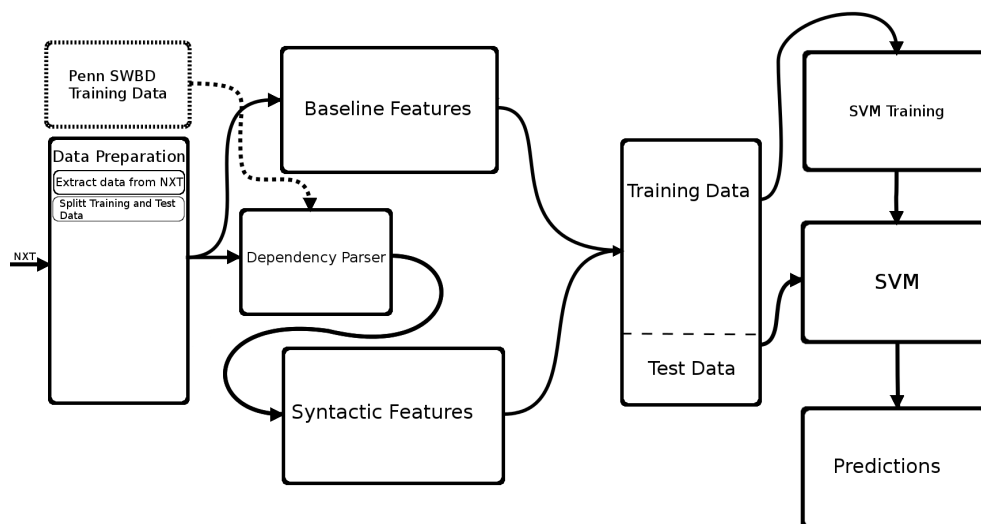 Penn SWBD
Training Data
Data Preparation
Extract data from NXT
Splitt Training and Test
Data
NXT
Baseline Features
Dependency Parser
Syntactic Features
Training Data
Test Data
SVM Training
SVM
Predictions